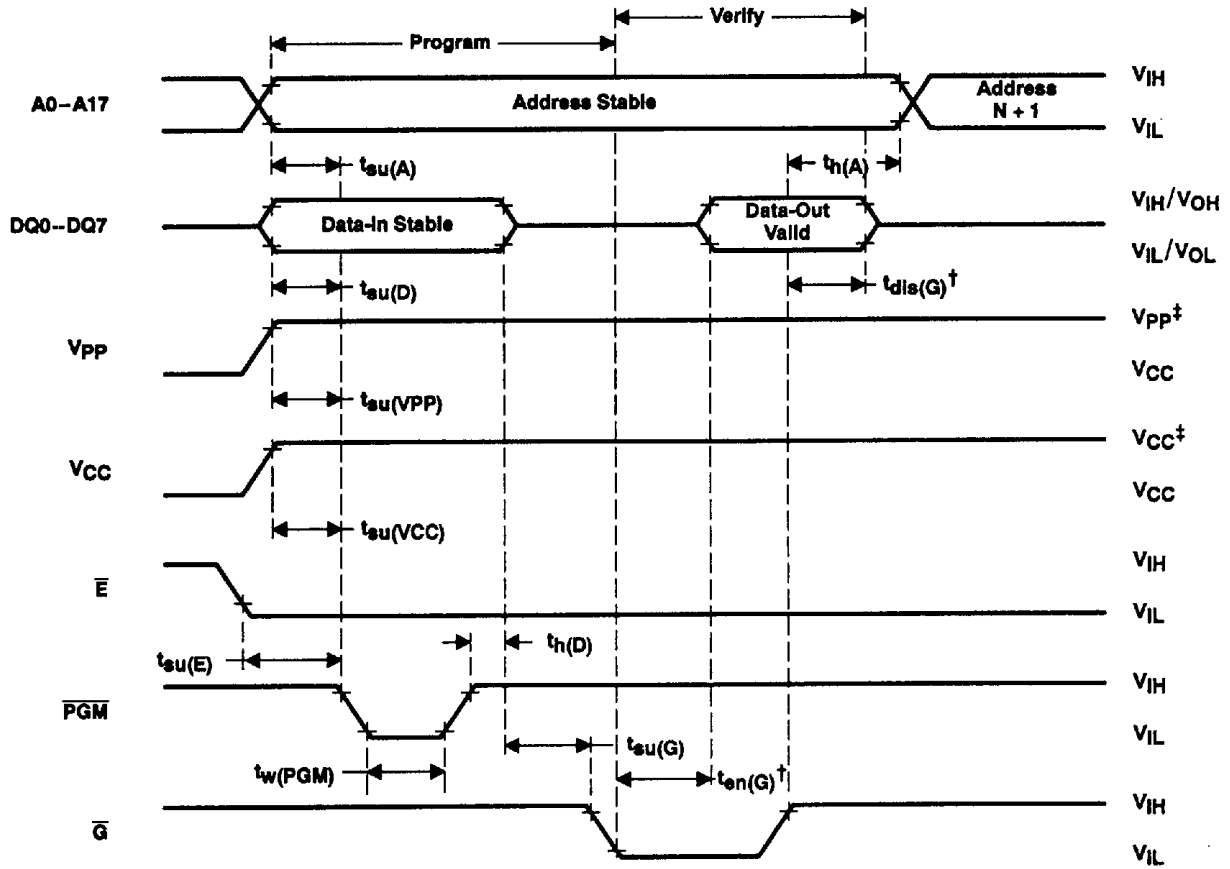 Verify
Program
A0–A17
Address Stable
Address
N + 1
VIH
VIL
tsu(A)
th(A)
DQ0–DQ7
Data-In Stable
Data-Out
Valid
VIH/VOH
VIL/VOL
tsu(D)
tdis(G)†
VPP
VPP‡
VCC
tsu(VPP)
VCC
VCC‡
VCC
tsu(VCC)
E̅
VIH
VIL
th(D)
tsu(E)
P̅G̅M̅
VIH
VIL
tsu(G)
tw(PGM)
ten(G)†
G̅
VIH
VIL